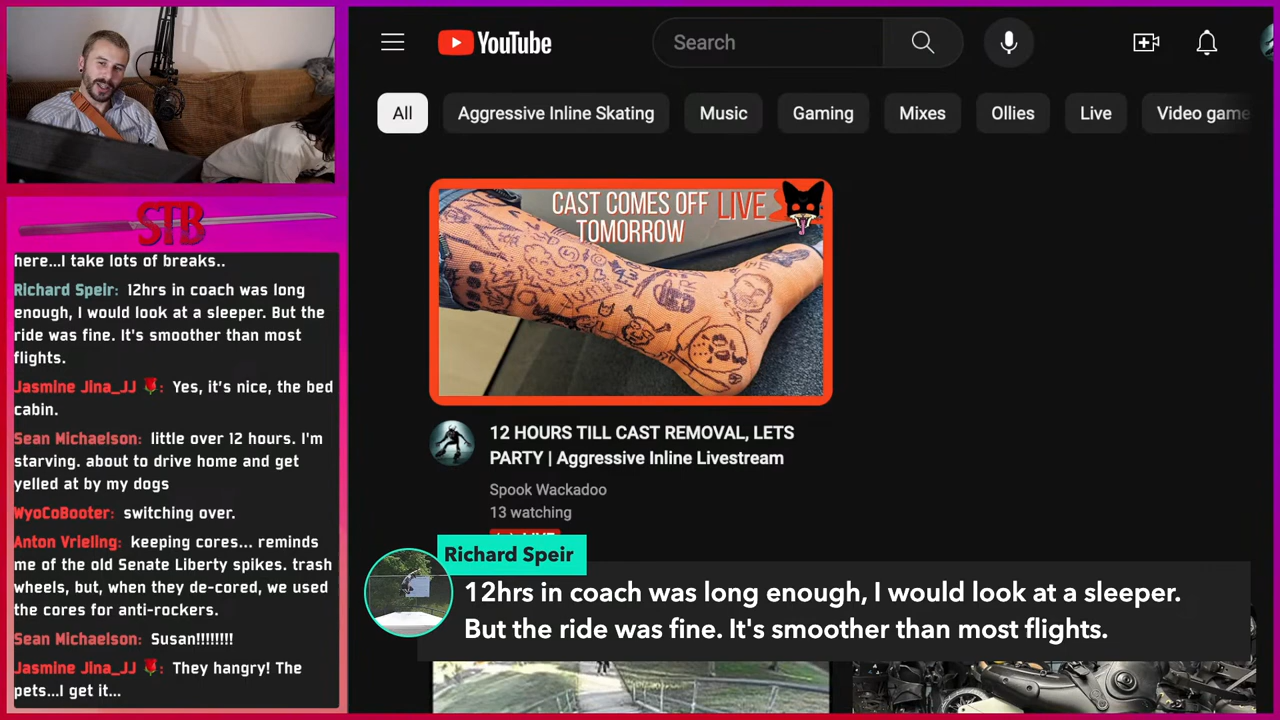 YouTube
Search
All
Aggressive Inline Skating
Music
Gaming
Mixes
Ollies
Live
Video game
CAST COMES OFF LIVE
TOMORROW
12 HOURS TILL CAST REMOVAL, LETS
PARTY | Aggressive Inline Livestream
Spook Wackadoo
13 watching
STB
here...I take lots of breaks..
Richard Speir: 12hrs in coach was long
enough, I would look at a sleeper. But the
ride was fine. It's smoother than most
flights.
Jasmine Jina_JJ 🌹: Yes, it's nice, the bed
cabin.
Sean Michaelson: little over 12 hours. I'm
starving. about to drive home and get
yelled at by my dogs
WyoCoBooter: switching over.
Anton Vrieling: keeping cores... reminds
me of the old Senate Liberty spikes. trash
wheels, but, when they de-cored, we used
the cores for anti-rockers.
Sean Michaelson: Susan!!!!!!!!
Jasmine Jina_JJ 🌹: They hangry! The
pets...I get it...
Richard Speir
12hrs in coach was long enough, I would look at a sleeper.
But the ride was fine. It's smoother than most flights.